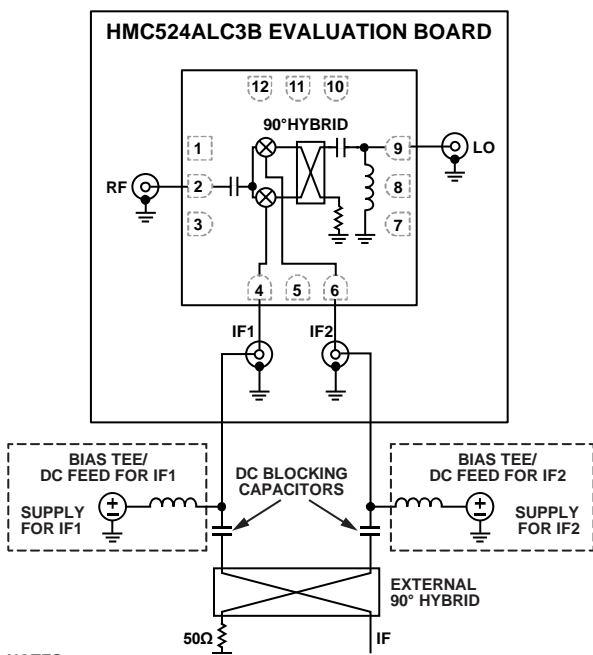 HMC524ALC3B EVALUATION BOARD
12 11 10
90°HYBRID
1
9
LO
RF
2
8
3
7
4 5 6
IF1
IF2
BIAS TEE/
DC FEED FOR IF1
SUPPLY
FOR IF1
DC BLOCKING
CAPACITORS
BIAS TEE/
DC FEED FOR IF2
SUPPLY
FOR IF2
EXTERNAL
90° HYBRID
50Ω
IF